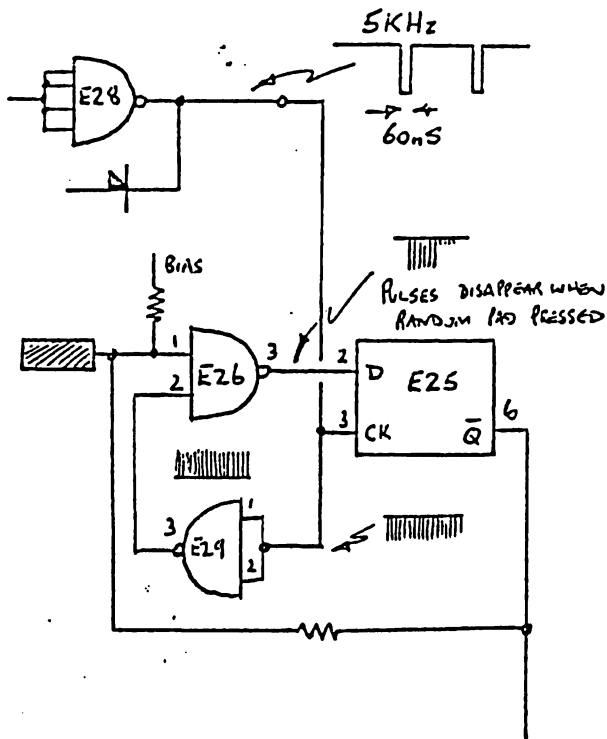 5KHz
E28
60nS
BIAS
PULSES DISAPPEAR WHEN
RANDOM PAD PRESSED
1
3
2
E26
2
D
E25
6
3
CK
Q̅
3
E29
1
2